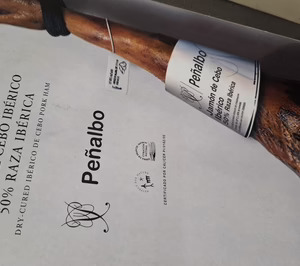 CEBO IBÉRICO
50% RAZA IBÉRICA
DRY-CURED IBÉRICO DE CEBO PORK HAM
Peñalbo
Peñalbo
Jamón de Cebo
Ibérico
50% Raza Ibérica